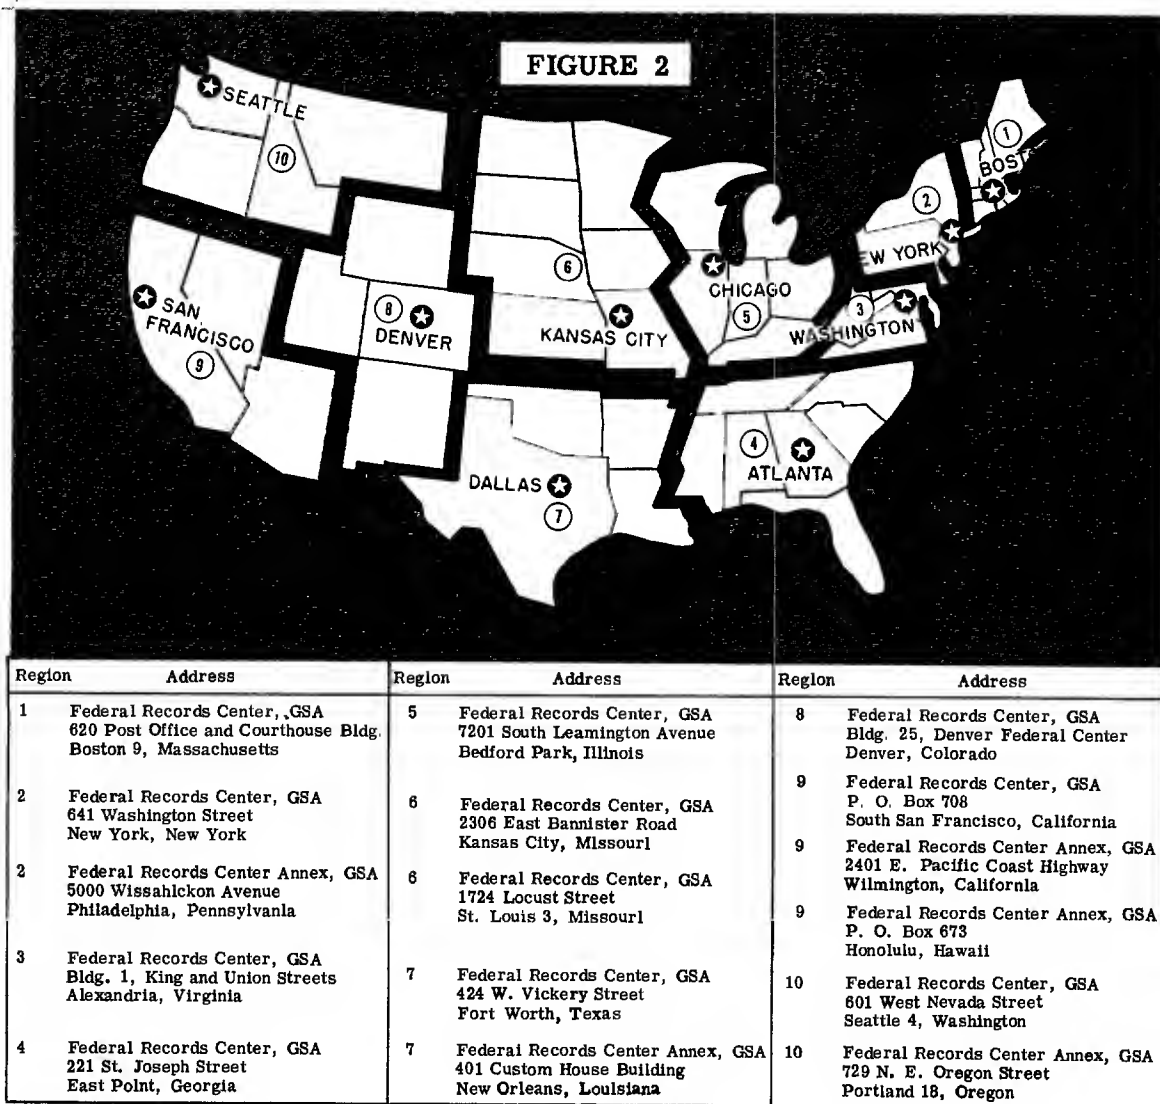 FIGURE 2
SEATTLE
10
1
BOST
2
EW YORK
6
CHICAGO
5
3
WASHINGTON
8
DENVER
KANSAS CITY
SAN
FRANCISCO
9
4
ATLANTA
DALLAS
7
Region Address
1 Federal Records Center, GSA
620 Post Office and Courthouse Bldg.
Boston 9, Massachusetts
2 Federal Records Center, GSA
641 Washington Street
New York, New York
2 Federal Records Center Annex, GSA
5000 Wissahickon Avenue
Philadelphia, Pennsylvania
3 Federal Records Center, GSA
Bldg. 1, King and Union Streets
Alexandria, Virginia
4 Federal Records Center, GSA
221 St. Joseph Street
East Point, Georgia
Region Address
5 Federal Records Center, GSA
7201 South Leamington Avenue
Bedford Park, Illinois
6 Federal Records Center, GSA
2306 East Bannister Road
Kansas City, Missouri
6 Federal Records Center, GSA
1724 Locust Street
St. Louis 3, Missouri
7 Federal Records Center, GSA
424 W. Vickery Street
Fort Worth, Texas
7 Federal Records Center Annex, GSA
401 Custom House Building
New Orleans, Louisiana
Region Address
8 Federal Records Center, GSA
Bldg. 25, Denver Federal Center
Denver, Colorado
9 Federal Records Center, GSA
P. O. Box 708
South San Francisco, California
9 Federal Records Center Annex, GSA
2401 E. Pacific Coast Highway
Wilmington, California
9 Federal Records Center Annex, GSA
P. O. Box 673
Honolulu, Hawaii
10 Federal Records Center, GSA
601 West Nevada Street
Seattle 4, Washington
10 Federal Records Center Annex, GSA
729 N. E. Oregon Street
Portland 18, Oregon